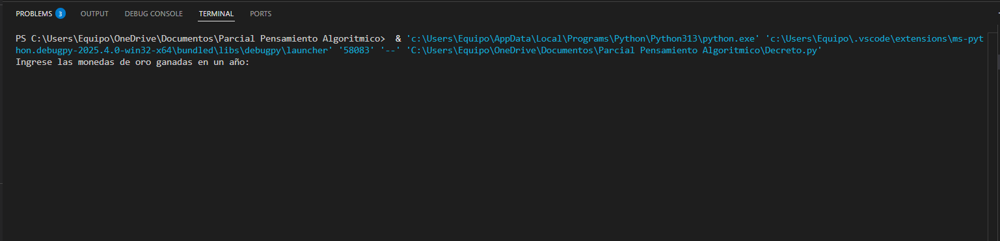 PROBLEMS 3 OUTPUT DEBUG CONSOLE TERMINAL PORTS
PS C:\Users\Equipo\OneDrive\Documentos\Parcial Pensamiento Algoritmico>  & 'c:\Users\Equipo\AppData\Local\Programs\Python\Python313\python.exe' 'c:\Users\Equipo\.vscode\extensions\ms-pyt
hon.debugpy-2025.4.0-win32-x64\bundled\libs\debugpy\launcher' '58083' '--' 'C:\Users\Equipo\OneDrive\Documentos\Parcial Pensamiento Algoritmico\Decreto.py'
Ingrese las monedas de oro ganadas en un año: